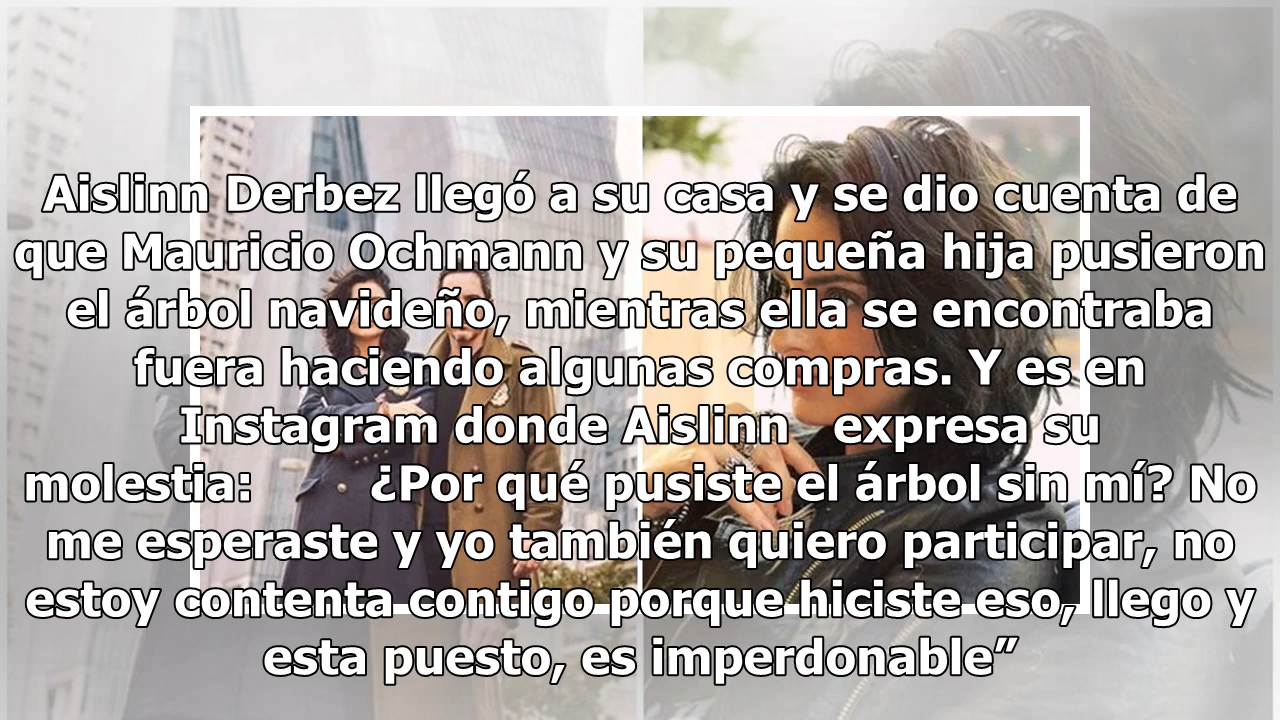 Aislinn Derbez llegó a su casa y se dio cuenta de
que Mauricio Ochmann y su pequeña hija pusieron
el árbol navideño, mientras ella se encontraba
fuera haciendo algunas compras. Y es en
Instagram donde Aislinn   expresa su
molestia:        ¿Por qué pusiste el árbol sin mí? No
me esperaste y yo también quiero participar, no
estoy contenta contigo porque hiciste eso, llego y
esta puesto, es imperdonable”